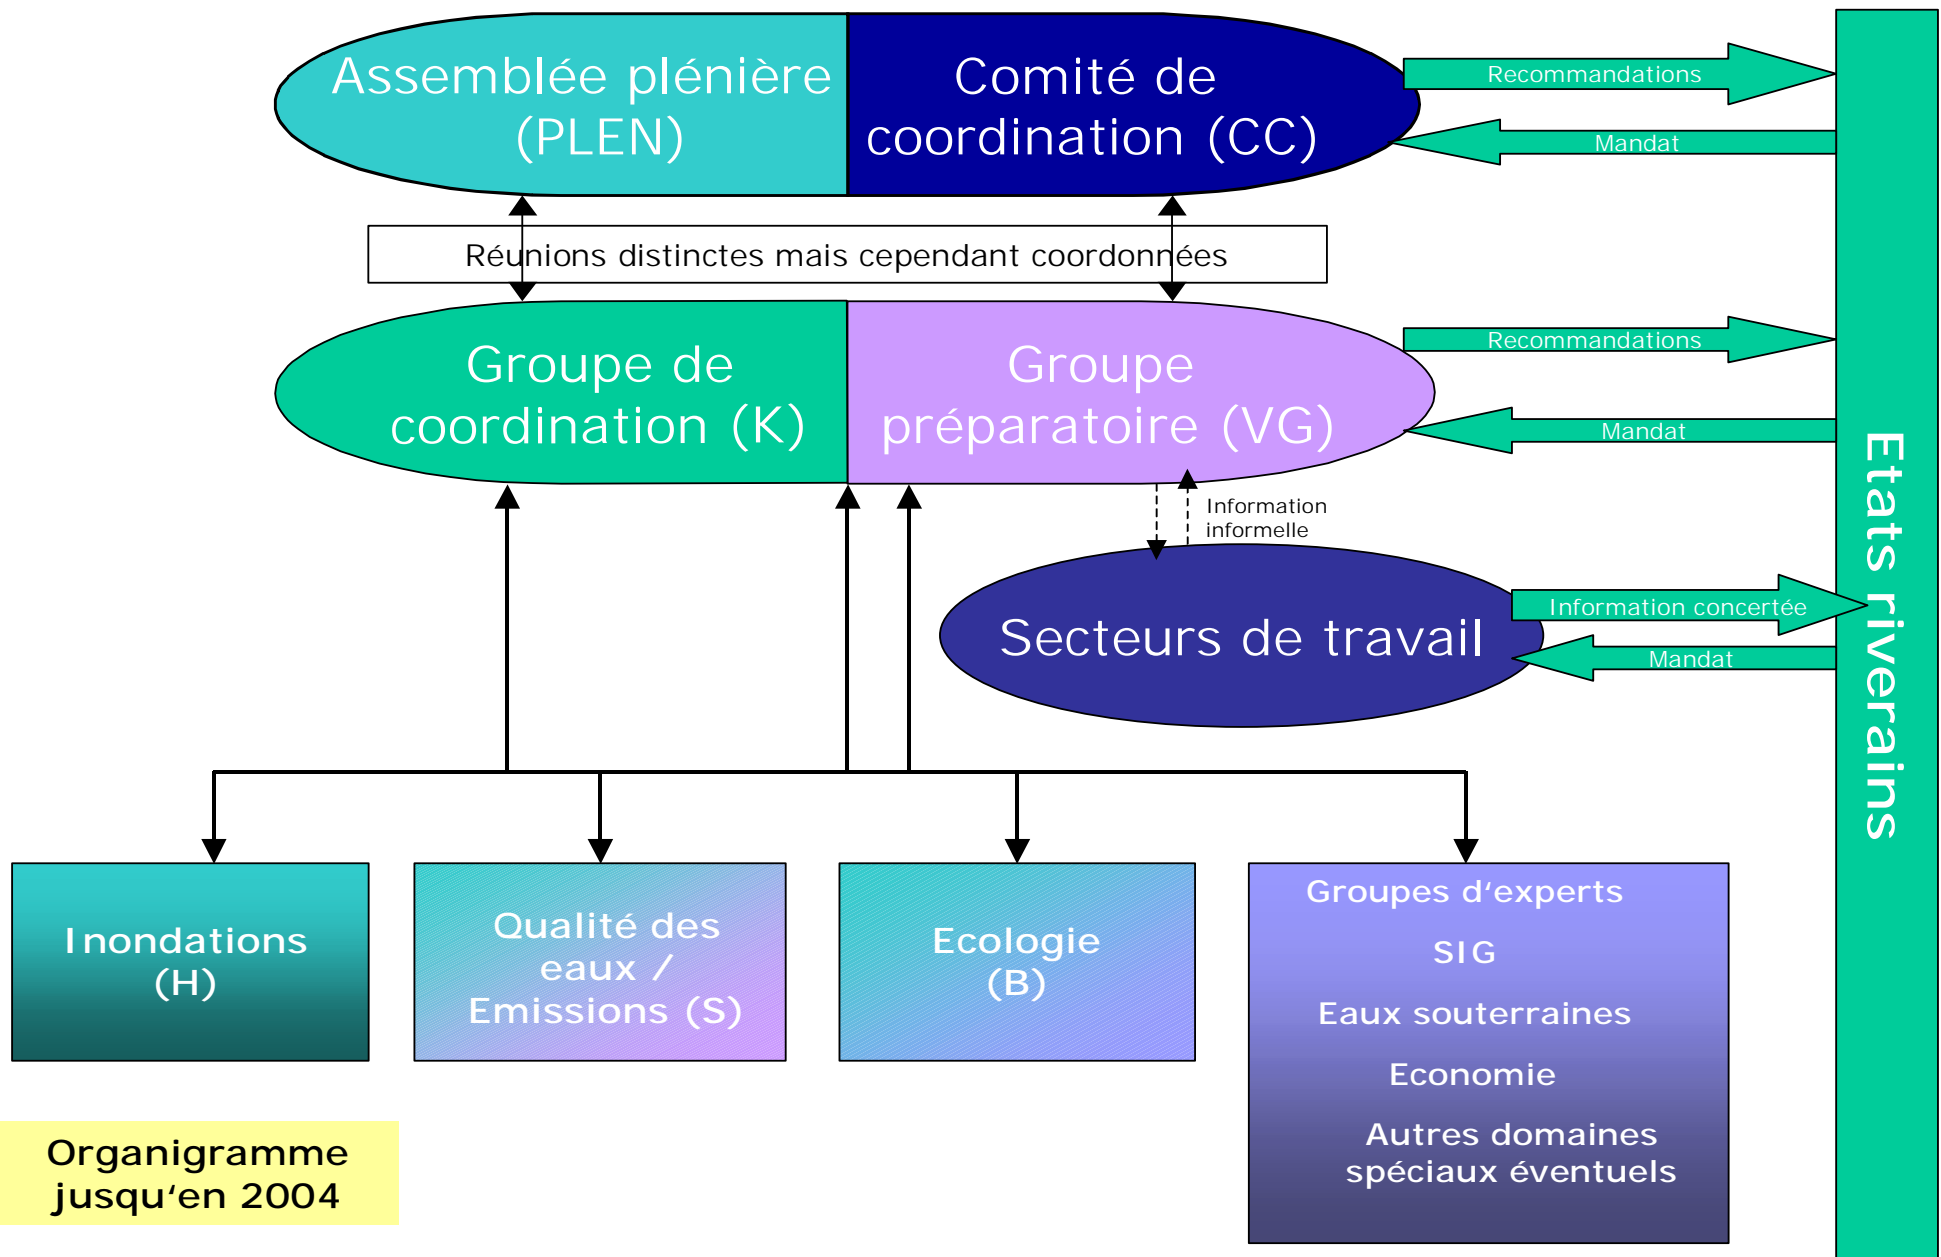 Assemblée plénière
(PLEN)
Comité de
coordination (CC)
Recommandations
Mandat
Réunions distinctes mais cependant coordonnées
Groupe de
coordination (K)
Groupe
préparatoire (VG)
Recommandations
Mandat
Information
informelle
Secteurs de travail
Information concertée
Mandat
Etats riverains
Inondations
(H)
Qualité des
eaux /
Emissions (S)
Ecologie
(B)
Groupes d‘experts
SIG
Eaux souterraines
Economie
Autres domaines
spéciaux éventuels
Organigramme
jusqu‘en 2004